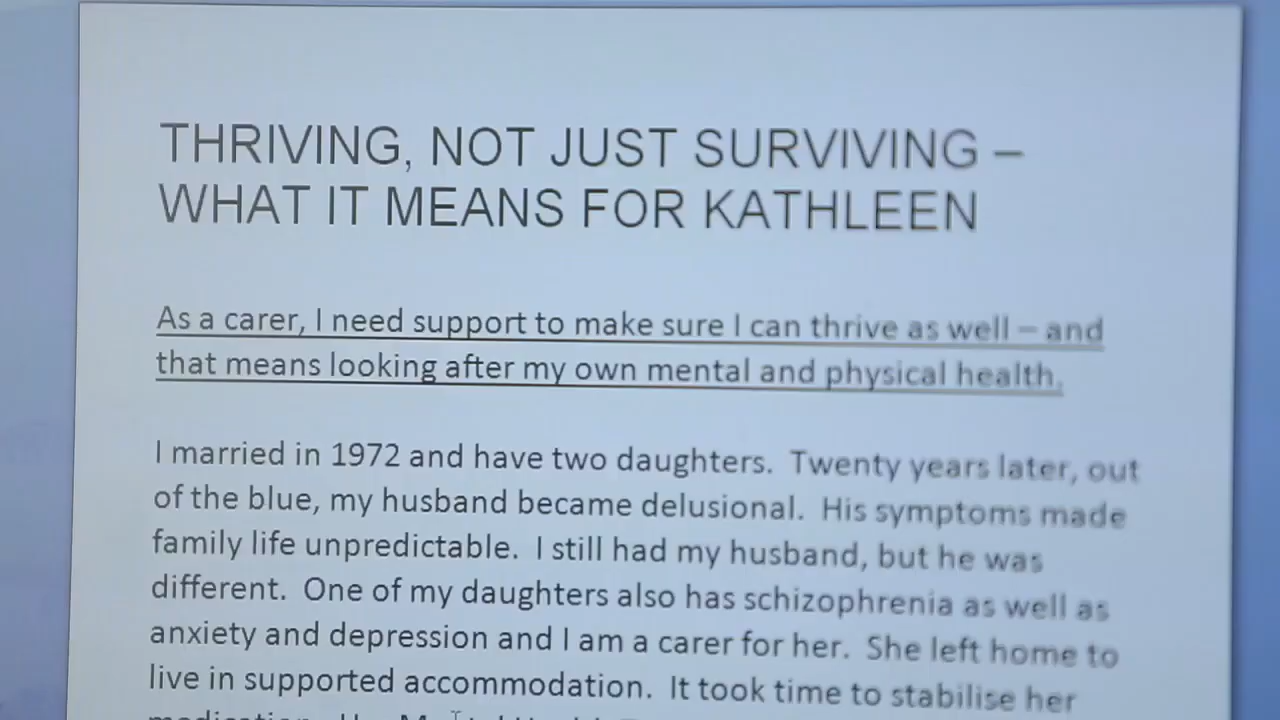 THRIVING, NOT JUST SURVIVING –
WHAT IT MEANS FOR KATHLEEN
As a carer, I need support to make sure I can thrive as well – and
that means looking after my own mental and physical health.
I married in 1972 and have two daughters. Twenty years later, out
of the blue, my husband became delusional. His symptoms made
family life unpredictable. I still had my husband, but he was
different. One of my daughters also has schizophrenia as well as
anxiety and depression and I am a carer for her. She left home to
live in supported accommodation. It took time to stabilise her